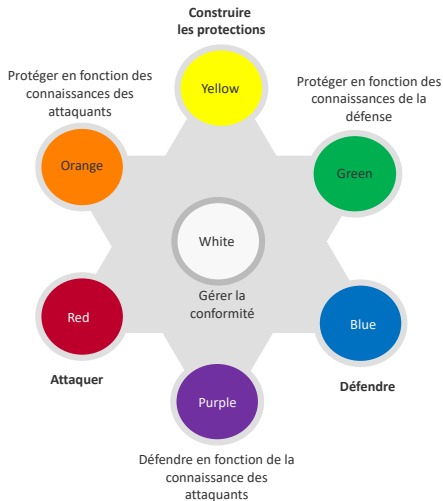 Construire
les protections
Yellow
Protéger en fonction des
connaissances des
attaquants
Protéger en fonction des
connaissances de la
défense
Orange
Green
White
Gérer la
conformité
Red
Blue
Attaquer
Défendre
Purple
Défendre en fonction de la
connaissance des
attaquants